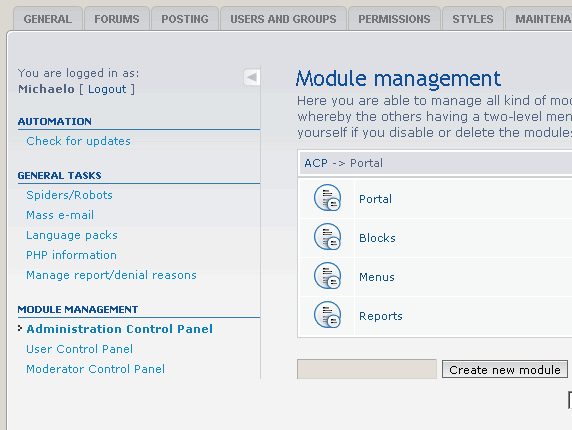 GENERAL FORUMS POSTING USERS AND GROUPS PERMISSIONS STYLES MAINTENA
You are logged in as:
Michaelo [ Logout ]
AUTOMATION
Check for updates
GENERAL TASKS
Spiders/Robots
Mass e-mail
Language packs
PHP information
Manage report/denial reasons
MODULE MANAGEMENT
Administration Control Panel
User Control Panel
Moderator Control Panel
Module management
Here you are able to manage all kind of mod
whereby the others having a two-level men
yourself if you disable or delete the modules
ACP -> Portal
Portal
Blocks
Menus
Reports
Create new module